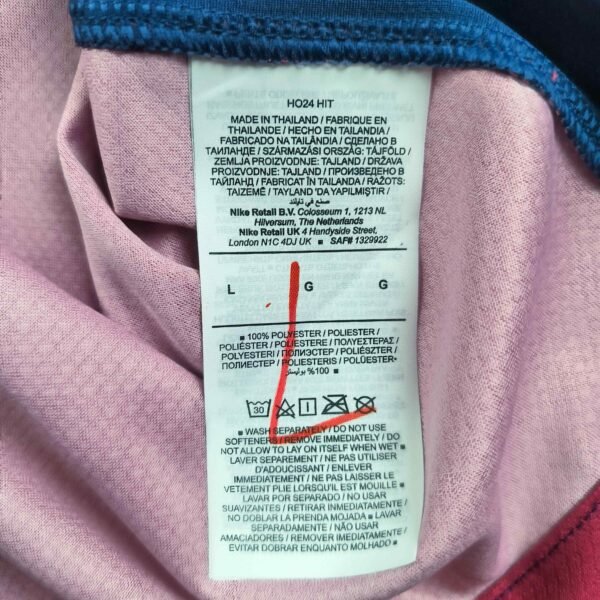 HO24 HIT
MADE IN THAILAND / FABRIQUE EN
THAILANDE / HECHO EN TAILANDIA /
FABRICADO NA TAILÂNDIA / СДЕЛАНО В
ТАИЛАНДЕ / SZÁRMAZÁSI ORSZÁG: TÁJFÖLD /
ZEMLJA PROIZVODNJE: TAJLAND / DRŽAVA
PROIZVODNJE: TAJLAND / ПРОИЗВЕДЕНО В
ТАЙЛАНД / FABRICAT ÎN TAILANDA / RAŽOTS:
TAIZEMĒ / TAYLAND 'DA YAPILMIŞTIR /
صنع في تايلند
Nike Retail B.V. Colosseum 1, 1213 NL
Hilversum, The Netherlands
Nike Retail UK 4 Handyside Street,
London N1C 4DJ UK ■ SAF# 1329922
L G G
■ 100% POLYESTER / POLIESTER /
POLIÉSTER / POLIESTERE / ΠΟΛΥΕΣΤΕΡΑΣ /
POLYESTERI / ПОЛИЭСТЕР / POLIÉSZTER /
ПОЛИЕСТЕР / POLIESTERIS / POLÜESTER
■ 100% بوليستر
30
■ WASH SEPARATELY / DO NOT USE
SOFTENERS / REMOVE IMMEDIATELY / DO
NOT ALLOW TO LAY ON ITSELF WHEN WET ■
LAVER SEPAREMENT / NE PAS UTILISER
D'ADOUCISSANT / ENLEVER
IMMEDIATEMENT / NE PAS LAISSER LE
VETEMENT PLIE LORSQU'IL EST MOUILLE ■
LAVAR POR SEPARADO / NO USAR
SUAVIZANTES / RETIRAR INMEDIATAMENTE /
NO DOBLAR LA PRENDA MOJADA ■ LAVAR
SEPARADAMENTE / NÃO USAR
AMACIADORES / REMOVER IMEDIATAMENTE /
EVITAR DOBRAR ENQUANTO MOLHADO ■